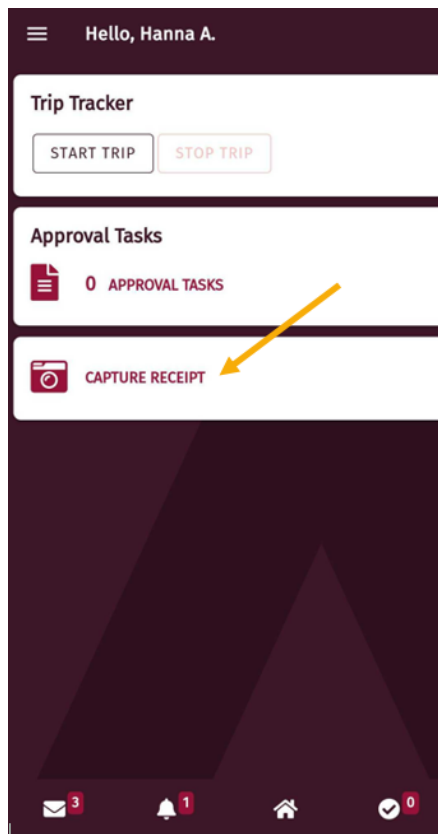 Hello, Hanna A.
Trip Tracker
START TRIP STOP TRIP
Approval Tasks
0 APPROVAL TASKS
CAPTURE RECEIPT
3 1 0